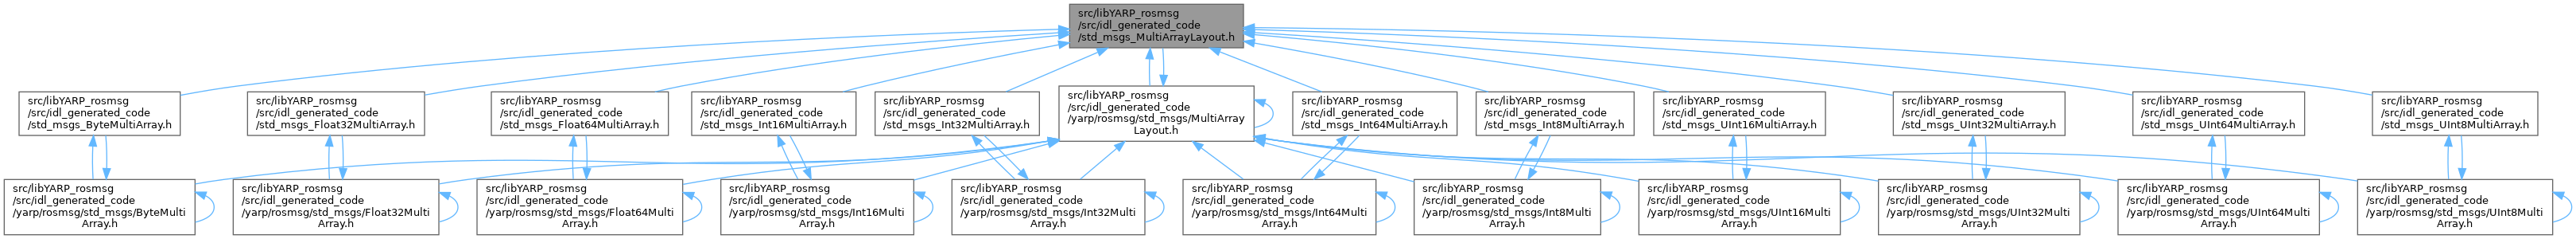 src/libYARP_rosmsg
/src/idl_generated_code
/std_msgs_MultiArrayLayout.h
src/libYARP_rosmsg
/src/idl_generated_code
/std_msgs_ByteMultiArray.h
src/libYARP_rosmsg
/src/idl_generated_code
/std_msgs_Float32MultiArray.h
src/libYARP_rosmsg
/src/idl_generated_code
/std_msgs_Float64MultiArray.h
src/libYARP_rosmsg
/src/idl_generated_code
/std_msgs_Int16MultiArray.h
src/libYARP_rosmsg
/src/idl_generated_code
/std_msgs_Int32MultiArray.h
src/libYARP_rosmsg
/src/idl_generated_code
/yarp/rosmsg/std_msgs/MultiArray
Layout.h
src/libYARP_rosmsg
/src/idl_generated_code
/std_msgs_Int64MultiArray.h
src/libYARP_rosmsg
/src/idl_generated_code
/std_msgs_Int8MultiArray.h
src/libYARP_rosmsg
/src/idl_generated_code
/std_msgs_UInt16MultiArray.h
src/libYARP_rosmsg
/src/idl_generated_code
/std_msgs_UInt32MultiArray.h
src/libYARP_rosmsg
/src/idl_generated_code
/std_msgs_UInt64MultiArray.h
src/libYARP_rosmsg
/src/idl_generated_code
/std_msgs_UInt8MultiArray.h
src/libYARP_rosmsg
/src/idl_generated_code
/yarp/rosmsg/std_msgs/ByteMulti
Array.h
src/libYARP_rosmsg
/src/idl_generated_code
/yarp/rosmsg/std_msgs/Float32Multi
Array.h
src/libYARP_rosmsg
/src/idl_generated_code
/yarp/rosmsg/std_msgs/Float64Multi
Array.h
src/libYARP_rosmsg
/src/idl_generated_code
/yarp/rosmsg/std_msgs/Int16Multi
Array.h
src/libYARP_rosmsg
/src/idl_generated_code
/yarp/rosmsg/std_msgs/Int32Multi
Array.h
src/libYARP_rosmsg
/src/idl_generated_code
/yarp/rosmsg/std_msgs/Int64Multi
Array.h
src/libYARP_rosmsg
/src/idl_generated_code
/yarp/rosmsg/std_msgs/Int8Multi
Array.h
src/libYARP_rosmsg
/src/idl_generated_code
/yarp/rosmsg/std_msgs/UInt16Multi
Array.h
src/libYARP_rosmsg
/src/idl_generated_code
/yarp/rosmsg/std_msgs/UInt32Multi
Array.h
src/libYARP_rosmsg
/src/idl_generated_code
/yarp/rosmsg/std_msgs/UInt64Multi
Array.h
src/libYARP_rosmsg
/src/idl_generated_code
/yarp/rosmsg/std_msgs/UInt8Multi
Array.h